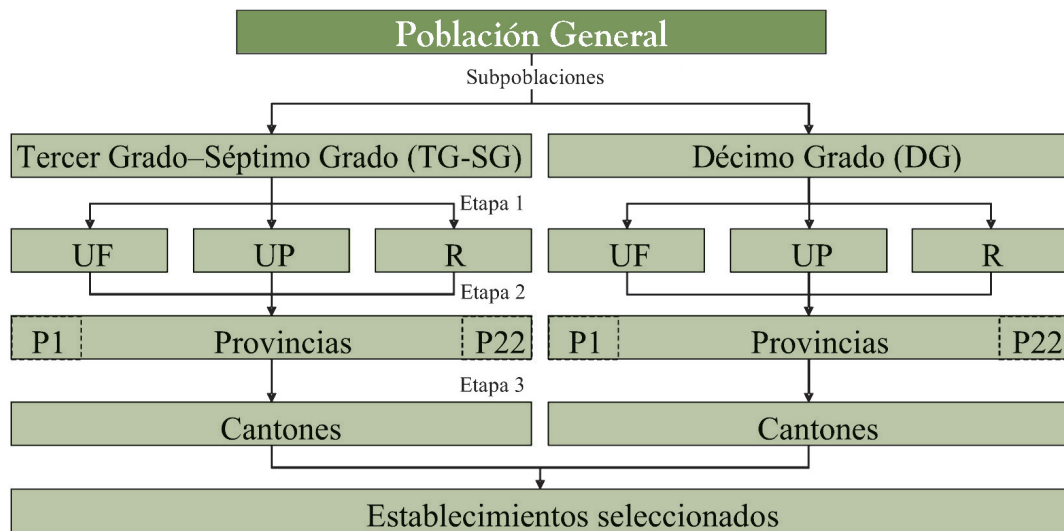 Población General
Subpoblaciones
Tercer Grado–Séptimo Grado (TG-SG)
Décimo Grado (DG)
Etapa 1
UF UP R
UF UP R
Etapa 2
P1 Provincias P22
P1 Provincias P22
Etapa 3
Cantones
Cantones
Establecimientos seleccionados